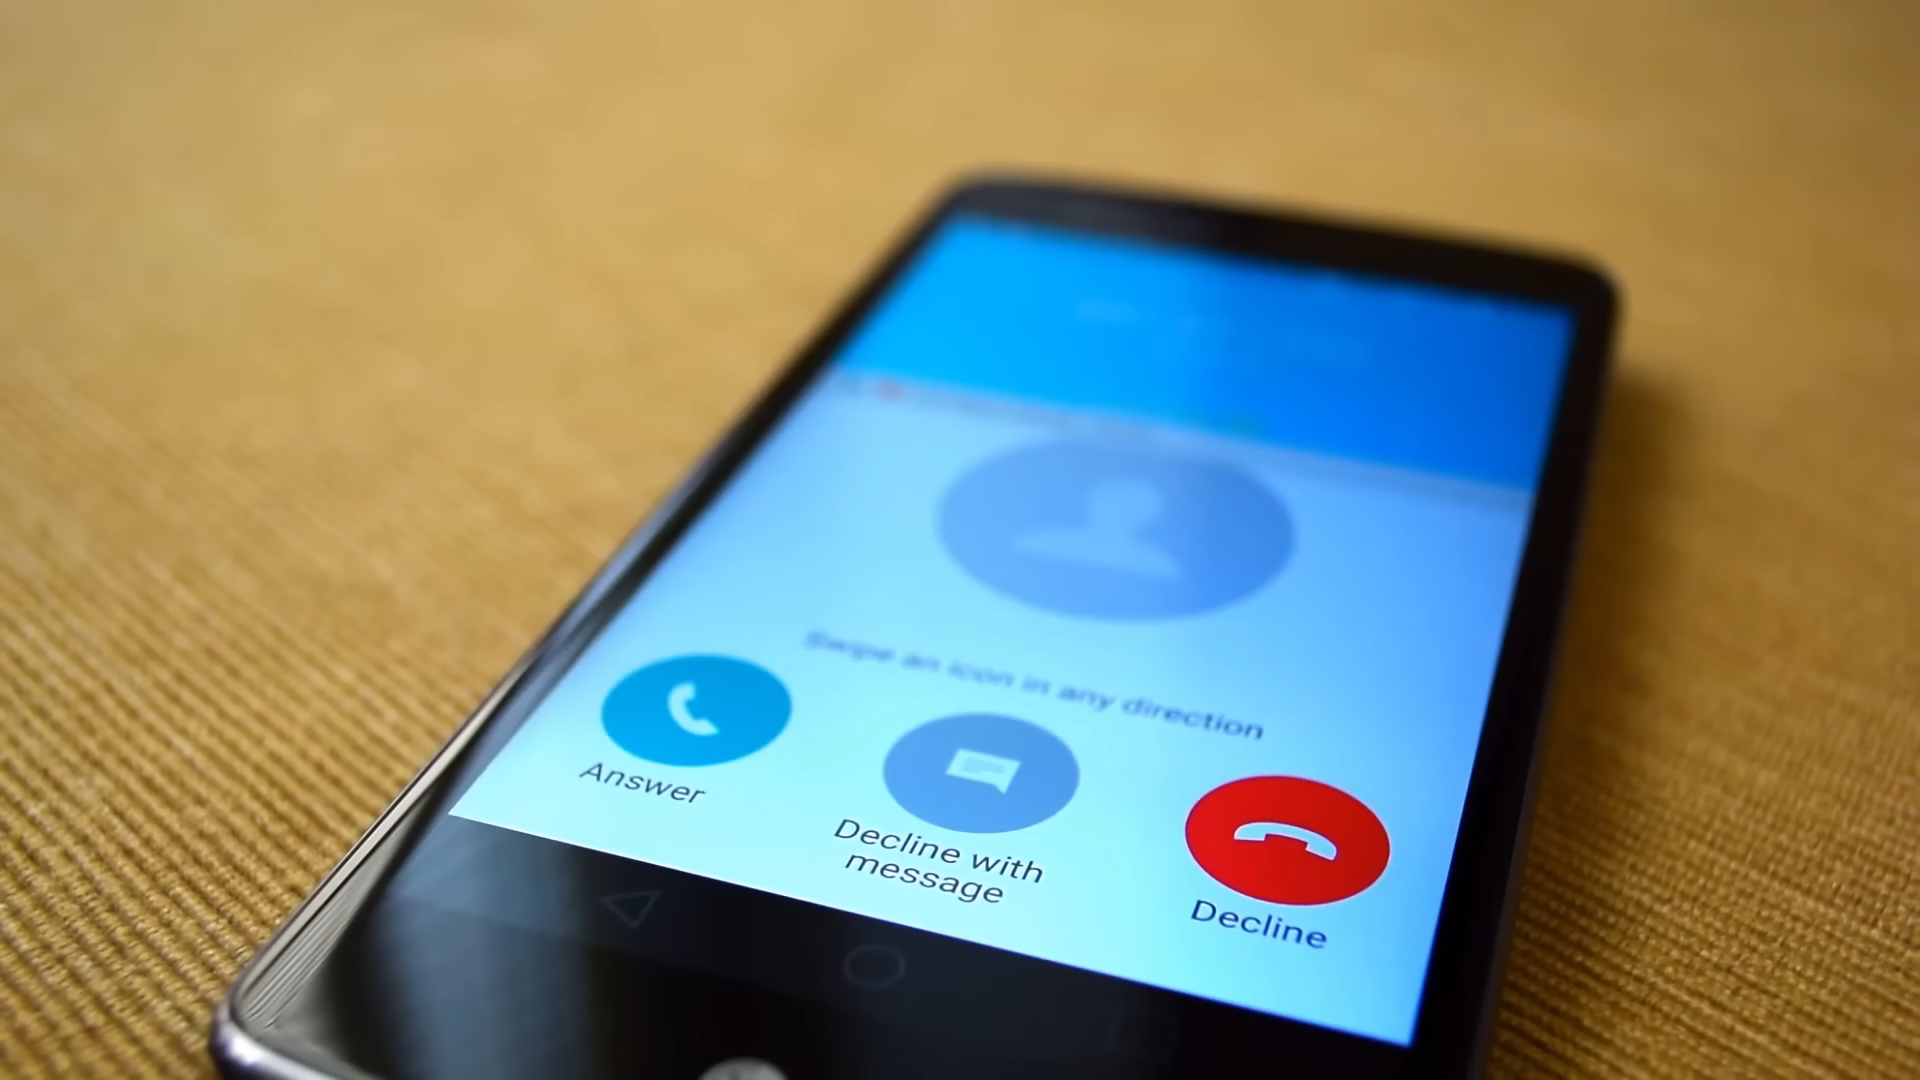 Swipe an icon in any direction
Answer
Decline with
message
Decline